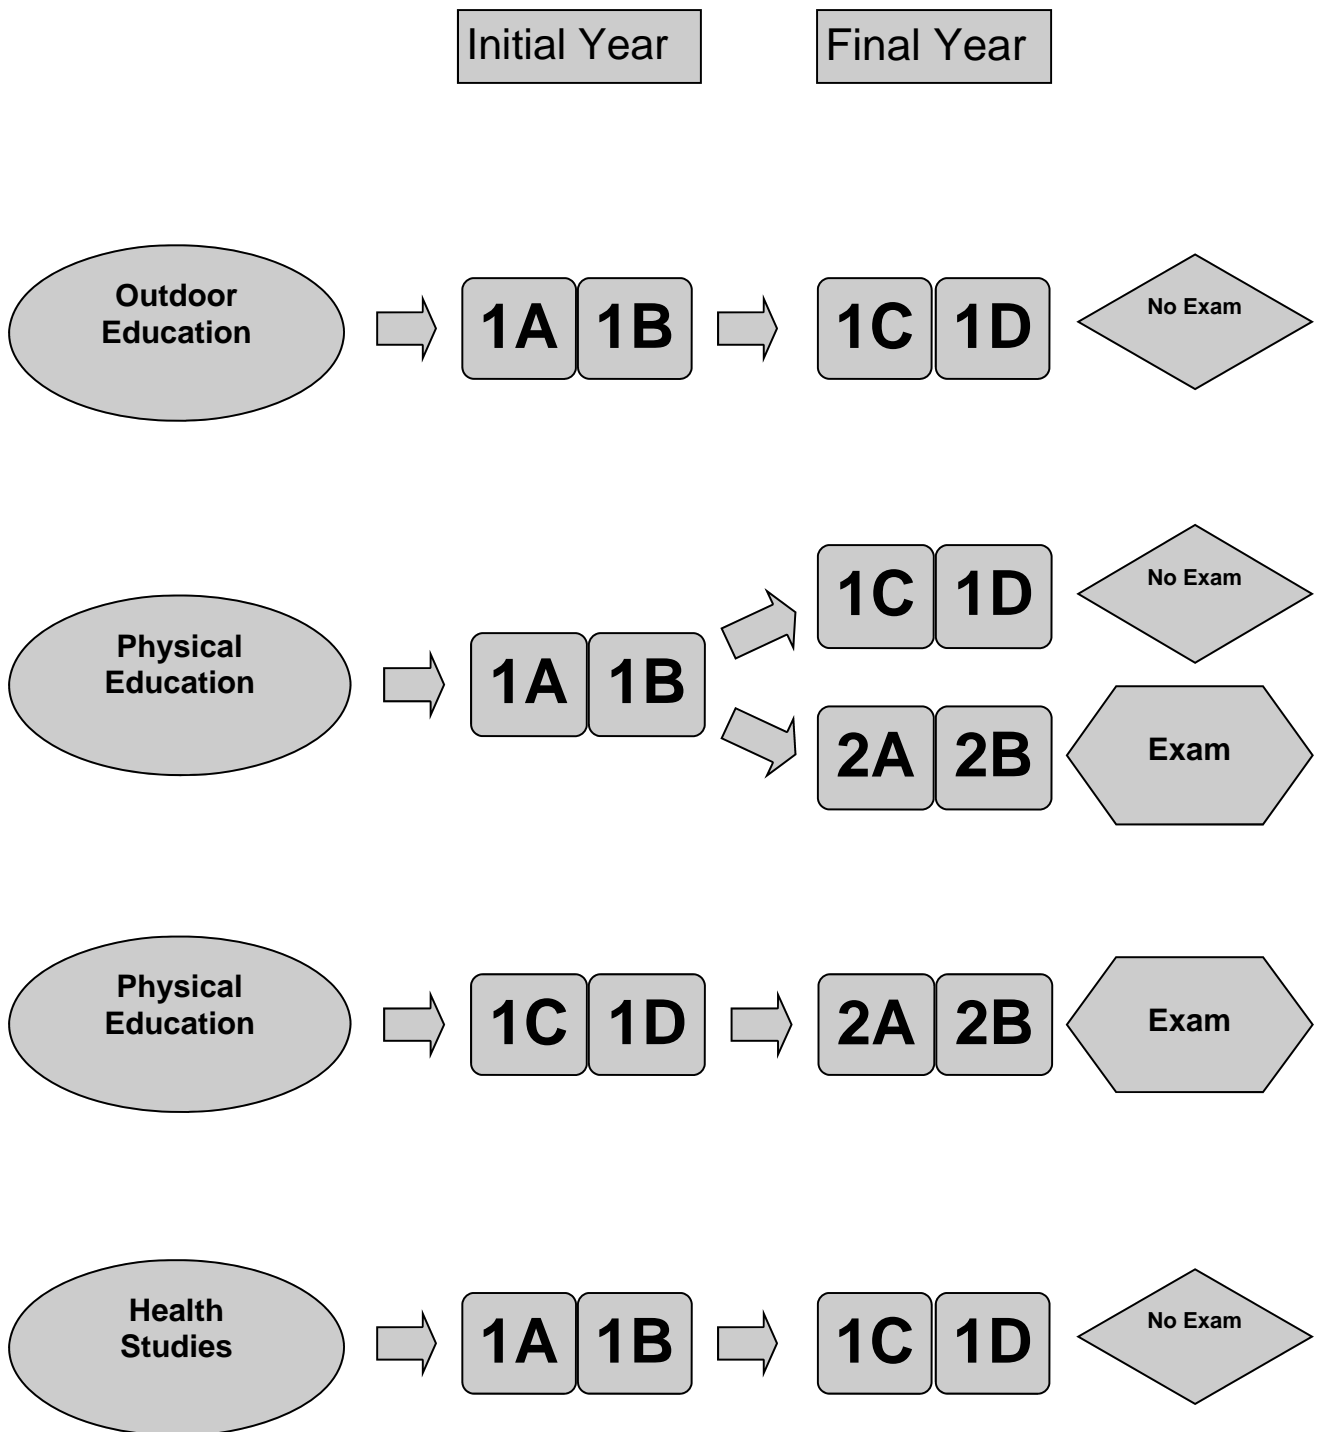 Initial Year Final Year
Outdoor
Education
1A 1B 1C 1D No Exam
Physical
Education
1A 1B
1C 1D No Exam
2A 2B Exam
Physical
Education
1C 1D 2A 2B Exam
Health
Studies
1A 1B 1C 1D No Exam